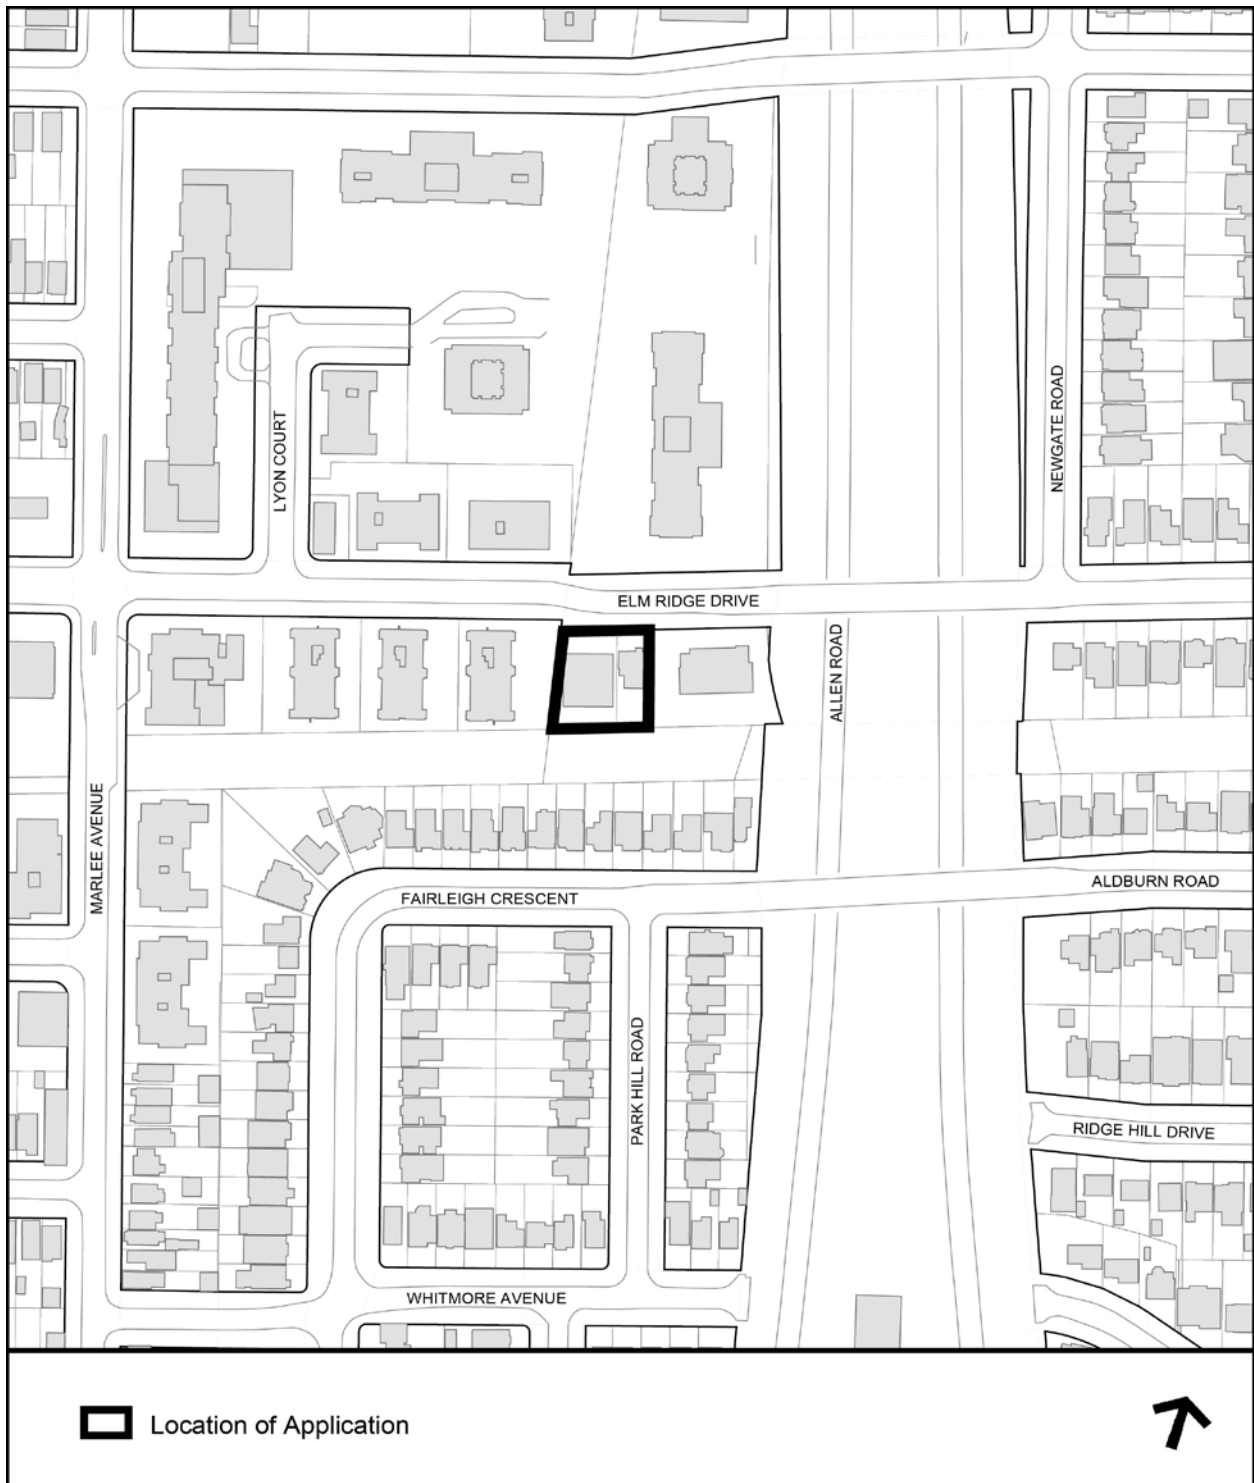 NEWGATE ROAD
LYON COURT
ELM RIDGE DRIVE
ALLEN ROAD
MARLEE AVENUE
ALDBURN ROAD
FAIRLEIGH CRESCENT
PARK HILL ROAD
RIDGE HILL DRIVE
WHITMORE AVENUE
Location of Application